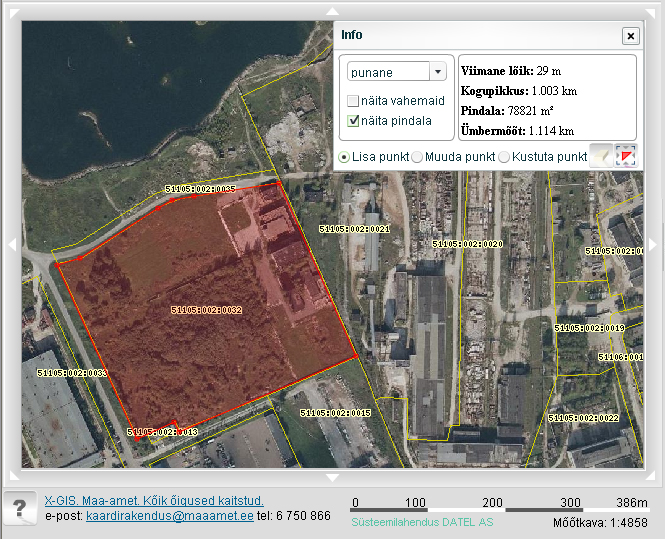 Info
punane
näita vahemaid
näita pindala
Viimane lõik: 29 m
Kogupikkus: 1.003 km
Pindala: 78821 m²
Ümbermõõt: 1.114 km
Lisa punkt Muuda punkt Kustuta punkt
51105:002:0035
51105:002:0021
51105:002:0020
51105:002:00
51105:002:0032
51105:002:0019
51106:001
51105:002:0033
51105:002:0015
51105:002:0022
51105:002:0013
?
X-GIS. Maa-amet. Kõik õigused kaitstud.
e-post: kaardirakendus@maaamet.ee tel: 6 750 866
0 100 200 300 386m
Süsteemilahendus DATEL AS
Mõõtkava: 1:4858